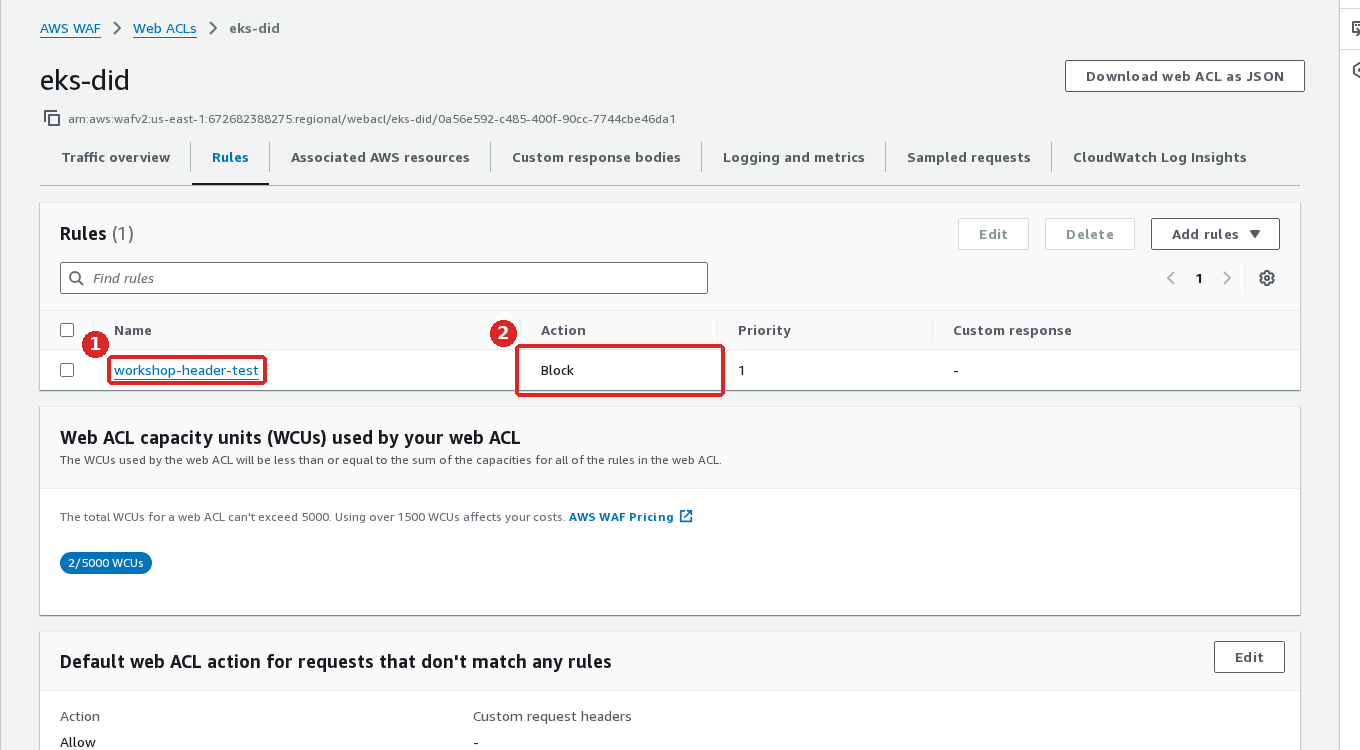 AWS WAF > Web ACLs > eks-did
eks-did
Download web ACL as JSON
arn:aws:wafv2:us-east-1:672682388275:regional/webacl/eks-did/0a56e592-c485-400f-90cc-7744cbe46da1
Traffic overview Rules Associated AWS resources Custom response bodies Logging and metrics Sampled requests CloudWatch Log Insights
Rules (1) Edit Delete Add rules
Find rules 1
Name Action Priority Custom response
1 2
workshop-header-test Block 1 -
Web ACL capacity units (WCUs) used by your web ACL
The WCUs used by the web ACL will be less than or equal to the sum of the capacities for all of the rules in the web ACL.
The total WCUs for a web ACL can't exceed 5000. Using over 1500 WCUs affects your costs. AWS WAF Pricing
2/5000 WCUs
Default web ACL action for requests that don't match any rules Edit
Action Custom request headers
Allow -